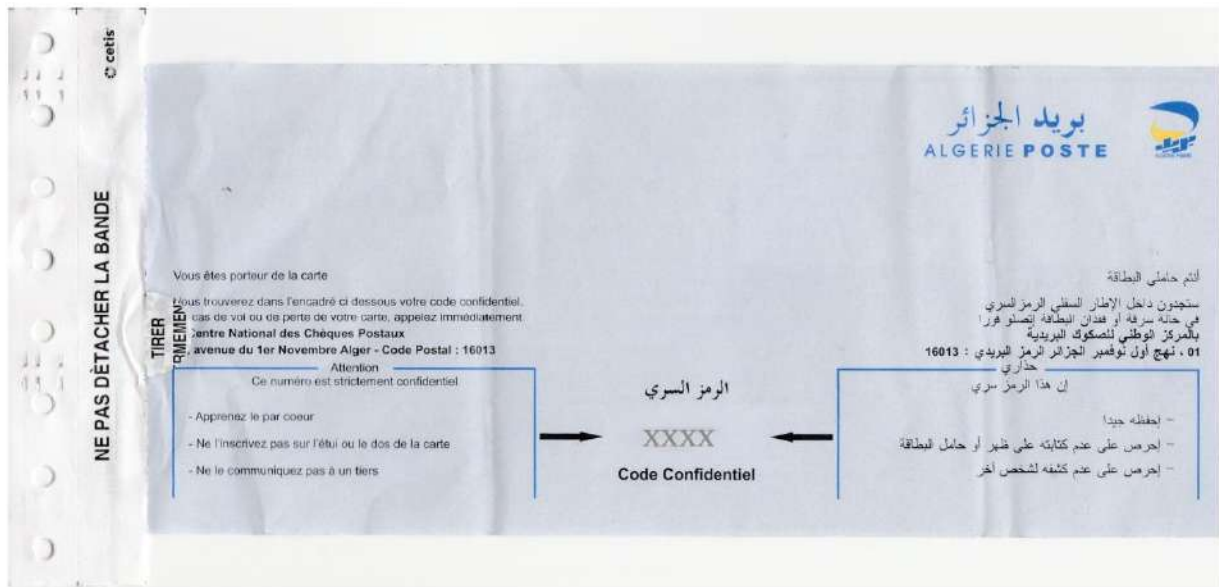 cetis
NE PAS DÈTACHER LA BANDE
TIRER
بريد الجزائر
ALGERIE POSTE
Vous êtes porteur de la carte
Vous trouverez dans l'encadré ci dessous votre code confidentiel.
cas de vol ou de perte de votre carte, appelez immédiatement
Centre National des Chèques Postaux
, avenue du 1er Novembre Alger - Code Postal : 16013
Attention
Ce numéro est strictement confidentiel
- Apprenez le par coeur
- Ne l'inscrivez pas sur l'étui ou le dos de la carte
- Ne le communiquez pas à un tiers
الرمز السري
XXXX
Code Confidentiel
أنتم حاملي البطاقة
ستجدون داخل الإطار السفلي الرمز السري
في حالة سرقة أو فقدان البطاقة إتصلو فورا
بالمركز الوطني للصكوك البريدية
01 ، نهج أول نوفمبر الجزائر الرمز البريدي : 16013
حذاري
إن هذا الرمز سري
- إحفظه جيدا
- إحرص على عدم كتابته على ظهر أو حامل البطاقة
- إحرص على عدم كشفه لشخص أخر